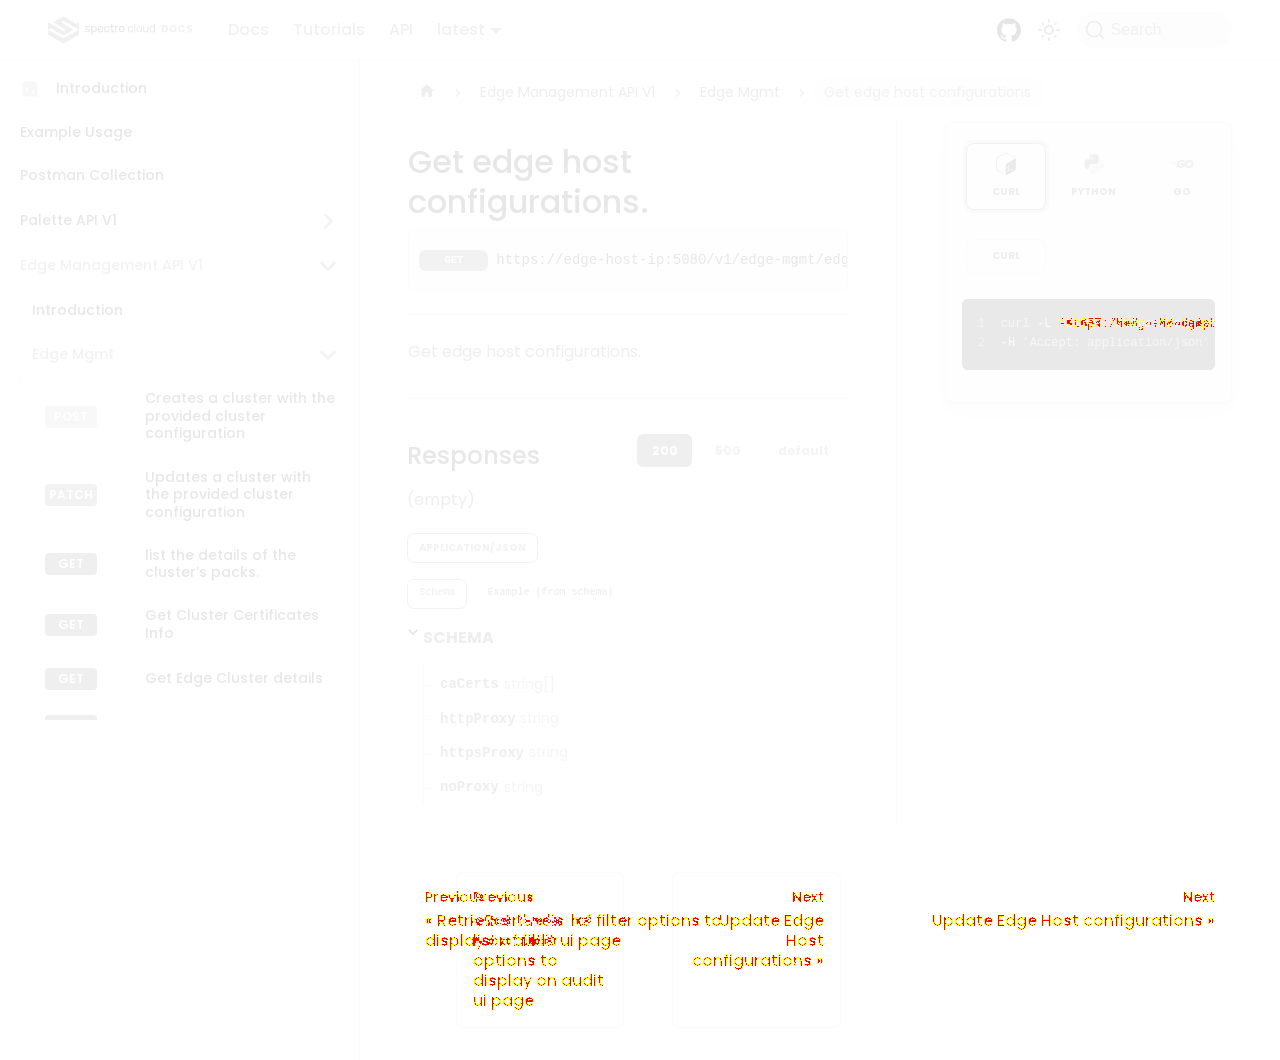 spectro cloud DOCS Docs Tutorials API latest Search
Introduction
Example Usage
Postman Collection
Palette API V1
Edge Management API V1
Introduction
Edge Mgmt
POST Creates a cluster with the
provided cluster
configuration
PATCH Updates a cluster with
the provided cluster
configuration
GET list the details of the
cluster's packs.
GET Get Cluster Certificates
Info
GET Get Edge Cluster details
Edge Management API V1 Edge Mgmt Get edge host configurations
Get edge host
configurations.
GET https://edge-host-ip:5080/v1/edge-mgmt/edg
Get edge host configurations.
Responses 200 500 default
(empty)
APPLICATION/JSON
Schema Example (from schema)
SCHEMA
caCerts string[]
httpProxy string
httpsProxy string
noProxy string
CURL PYTHON GO
CURL
1 curl -L
2 -H 'Accept: application/json'
Previous Previous Next Next
Update Edge Update Edge Host configurations »
Host
configurations »
options to
display on audit
ui page